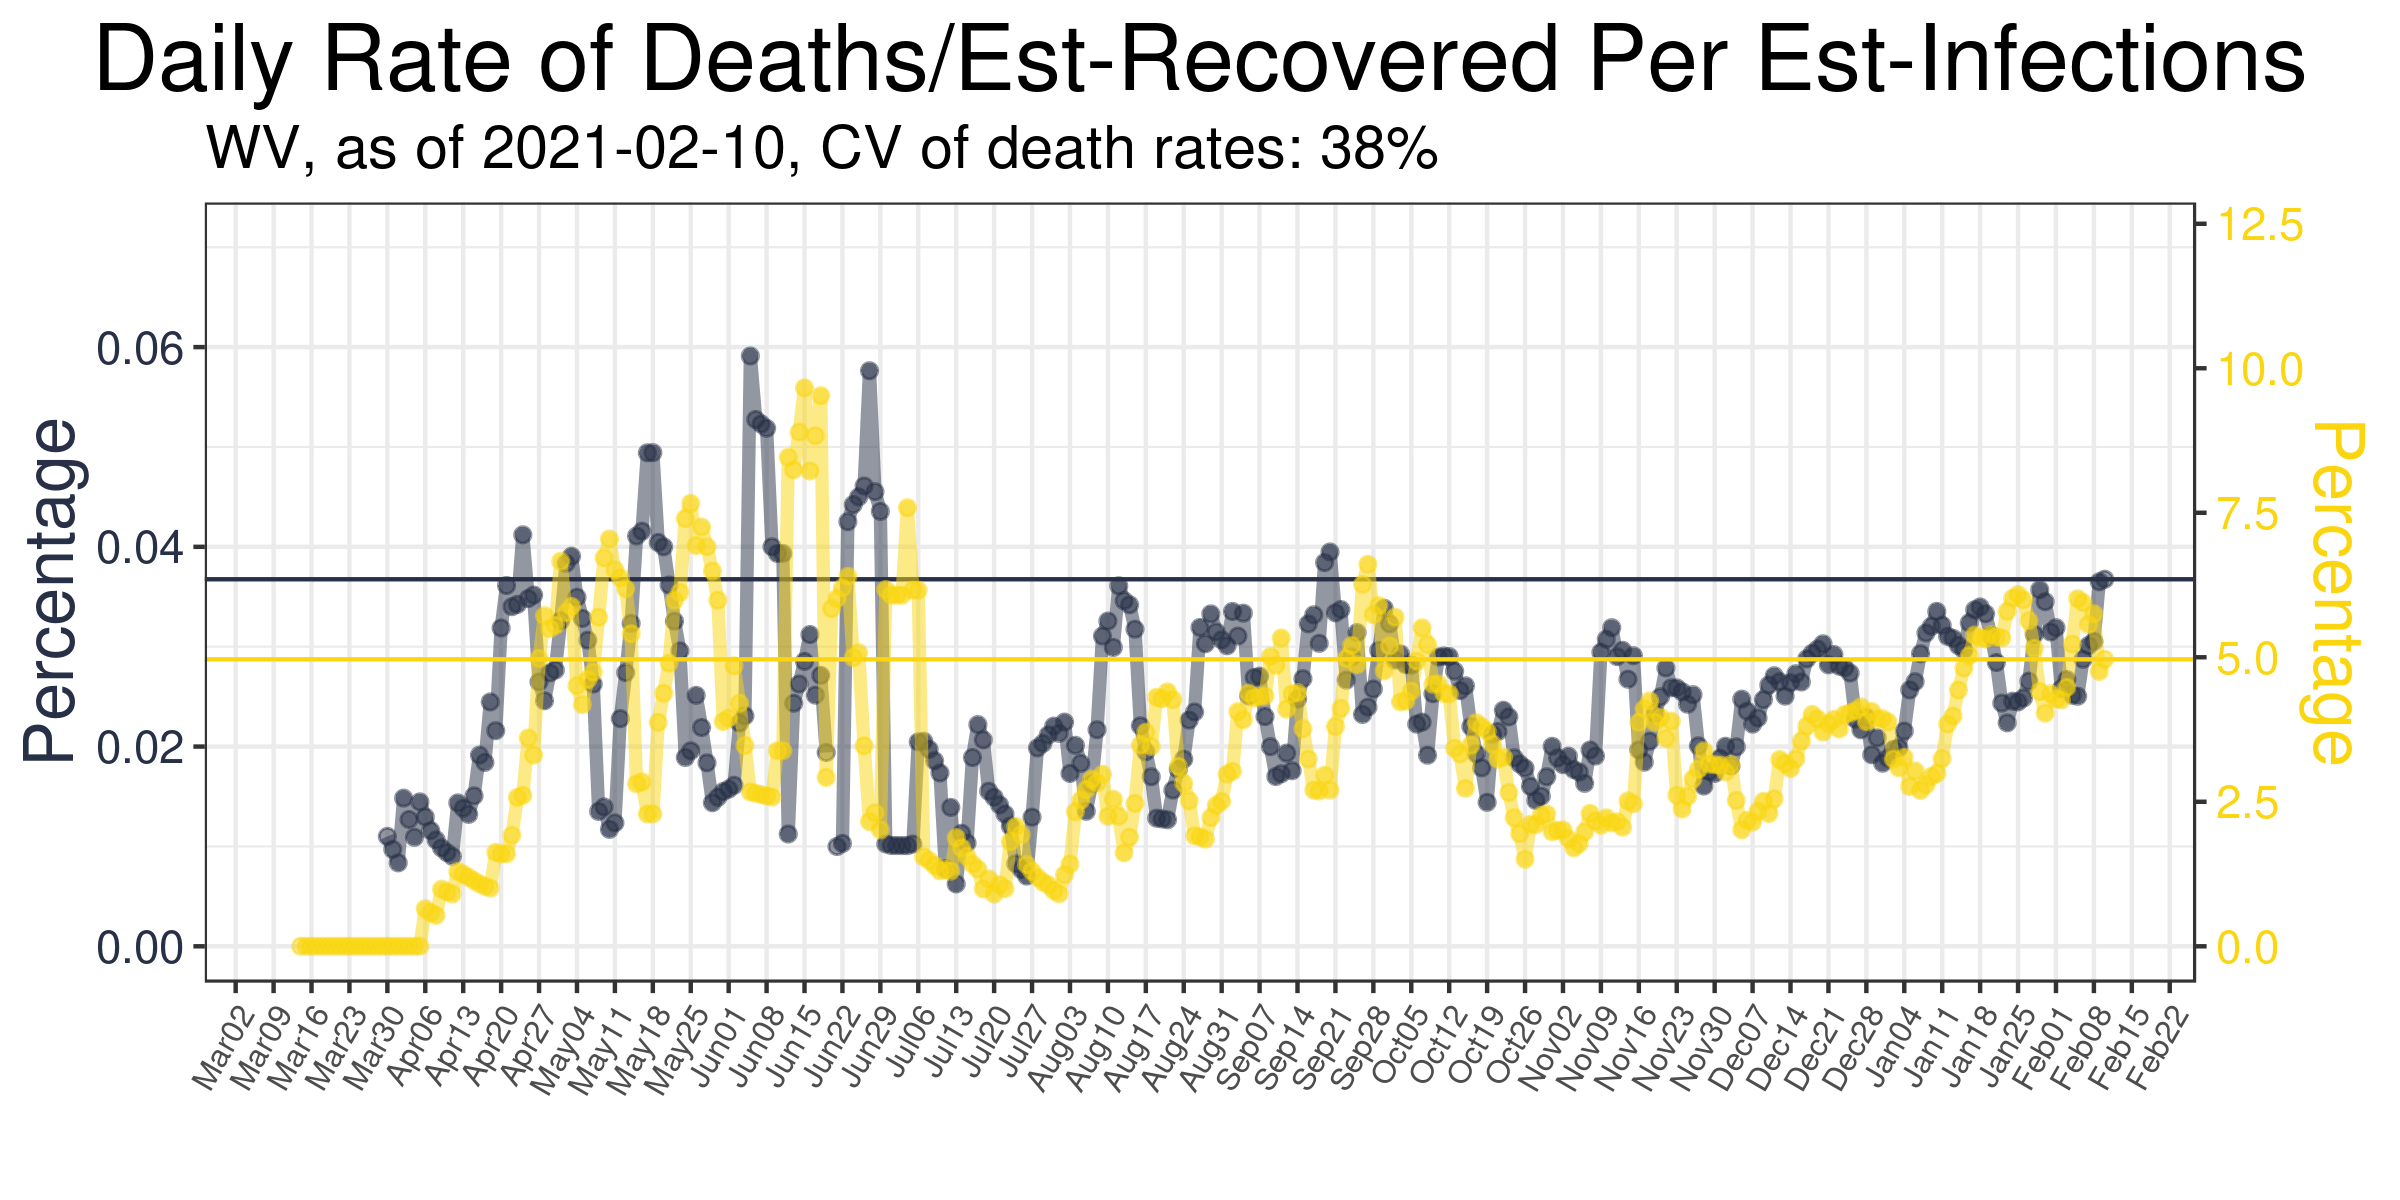 Daily Rate of Deaths/Est-Recovered Per Est-Infections
WV, as of 2021-02-10, CV of death rates: 38%
Percentage
0.06
0.04
0.02
0.00
12.5
10.0
7.5
5.0
2.5
0.0
Percentage
Mar02
Mar09
Mar16
Mar23
Mar30
Apr06
Apr13
Apr20
Apr27
May04
May11
May18
May25
Jun01
Jun08
Jun15
Jun22
Jun29
Jul06
Jul13
Jul20
Jul27
Aug03
Aug10
Aug17
Aug24
Aug31
Sep07
Sep14
Sep21
Sep28
Oct05
Oct12
Oct19
Oct26
Nov02
Nov09
Nov16
Nov23
Nov30
Dec07
Dec14
Dec21
Dec28
Jan04
Jan11
Jan18
Jan25
Feb01
Feb08
Feb15
Feb22